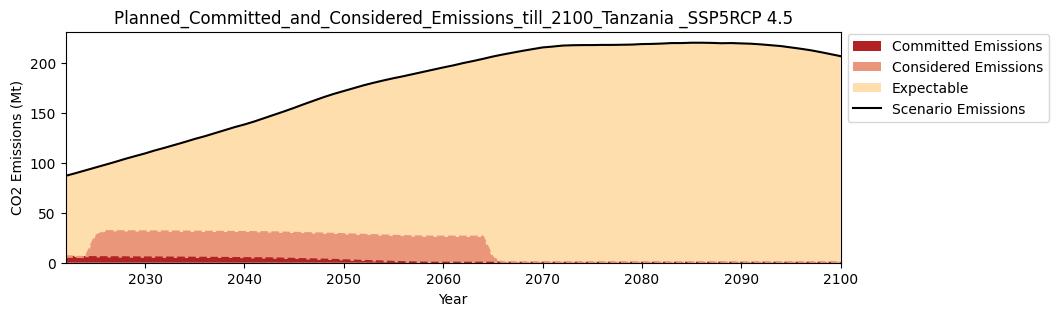 Planned_Committed_and_Considered_Emissions_till_2100_Tanzania _SSP5RCP 4.5
CO2 Emissions (Mt)
200
150
100
50
0
2030 2040 2050 2060 2070 2080 2090 2100
Year
Committed Emissions
Considered Emissions
Expectable
Scenario Emissions